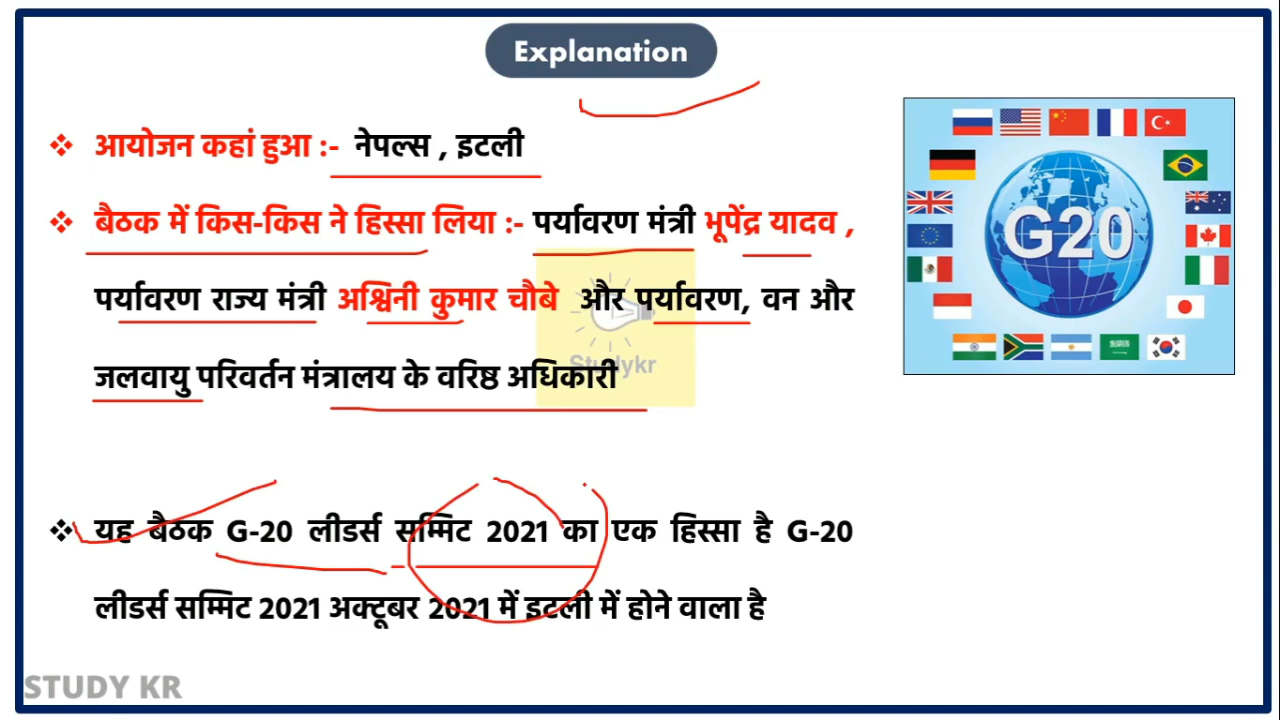 Explanation
❖ आयोजन कहां हुआ :- नेपल्स , इटली
❖ बैठक में किस-किस ने हिस्सा लिया :- पर्यावरण मंत्री भूपेंद्र यादव ,
पर्यावरण राज्य मंत्री अश्विनी कुमार चौबे और पर्यावरण, वन और
जलवायु परिवर्तन मंत्रालय के वरिष्ठ अधिकारी
❖ यह बैठक G-20 लीडर्स सम्मिट 2021 का एक हिस्सा है G-20
लीडर्स सम्मिट 2021 अक्टूबर 2021 में इटली में होने वाला है
G20
Studykr
STUDY KR